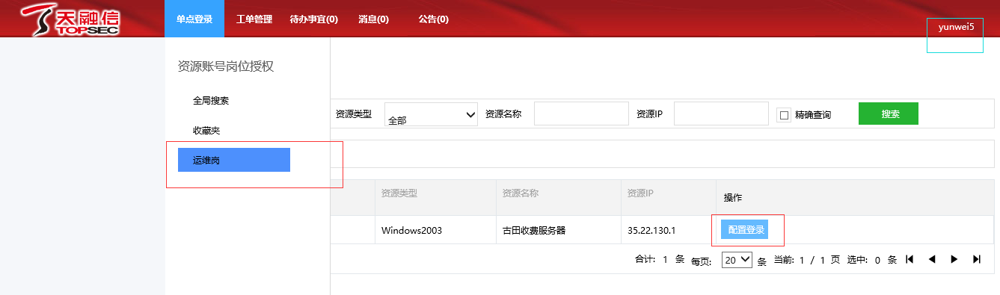 天融信
TOPSEC
单点登录 工单管理 待办事宜(0) 消息(0) 公告(0)
yunwei5
资源账号岗位授权
全局搜索
收藏夹
运维岗
资源类型 全部 资源名称 资源IP 精确查询 搜索
资源类型 资源名称 资源IP 操作
Windows2003 古田收费服务器 35.22.130.1 配置登录
合计: 1 条 每页: 20 条 当前: 1 / 1 页 选中: 0 条